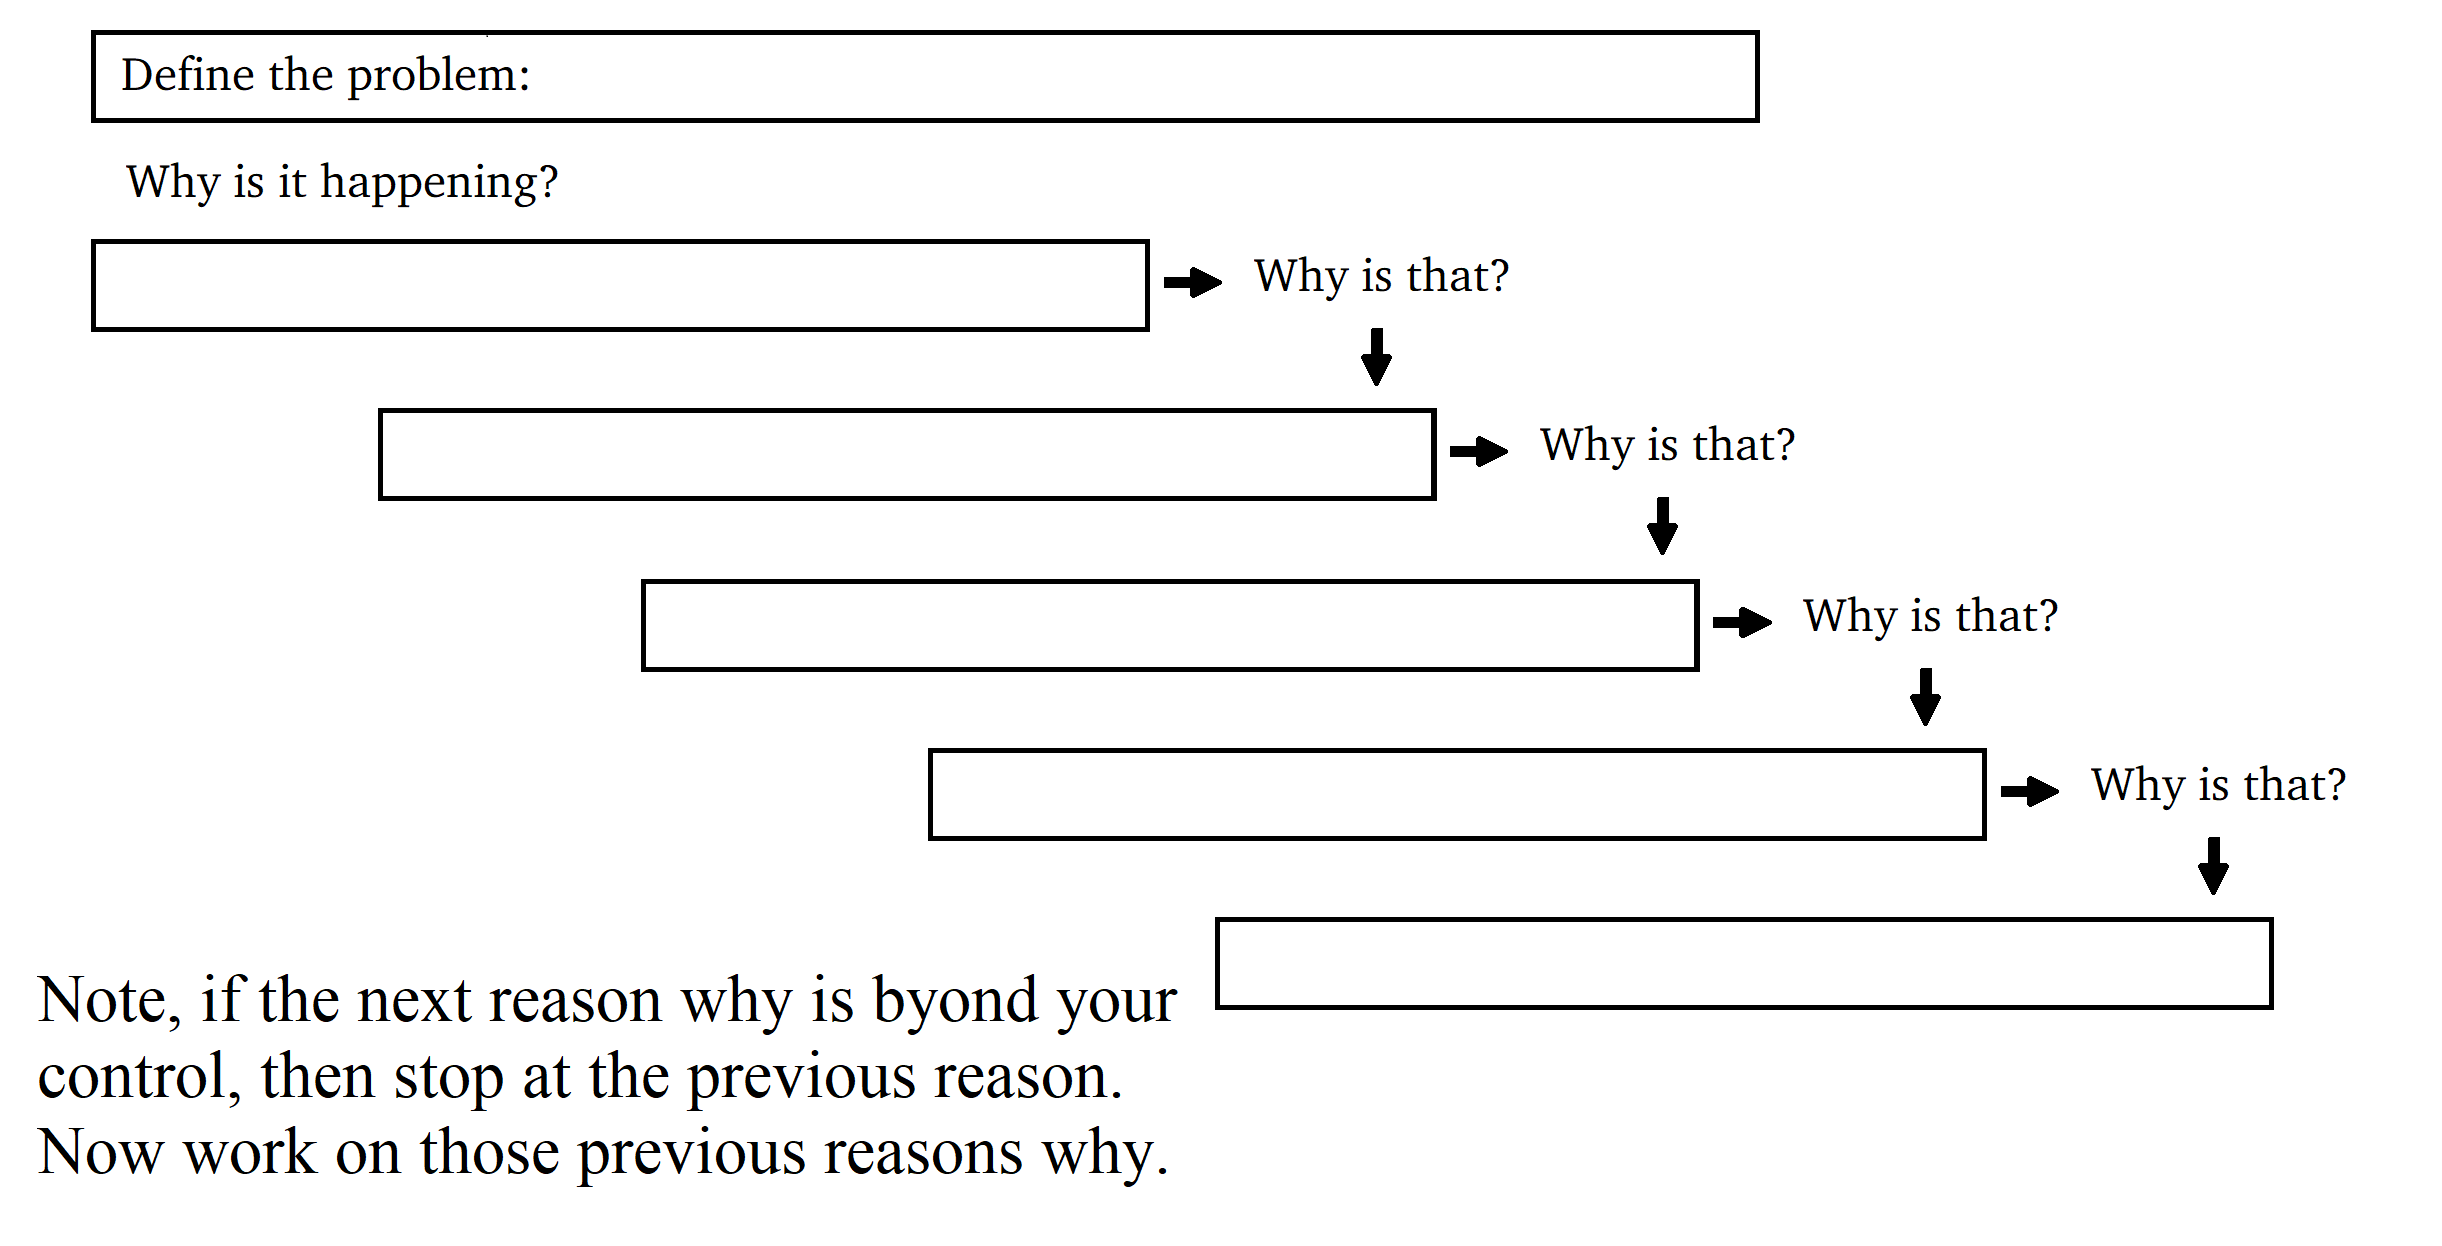 Define the problem:
Why is it happening?
Why is that?
Why is that?
Why is that?
Why is that?
Note, if the next reason why is byond your
control, then stop at the previous reason.
Now work on those previous reasons why.